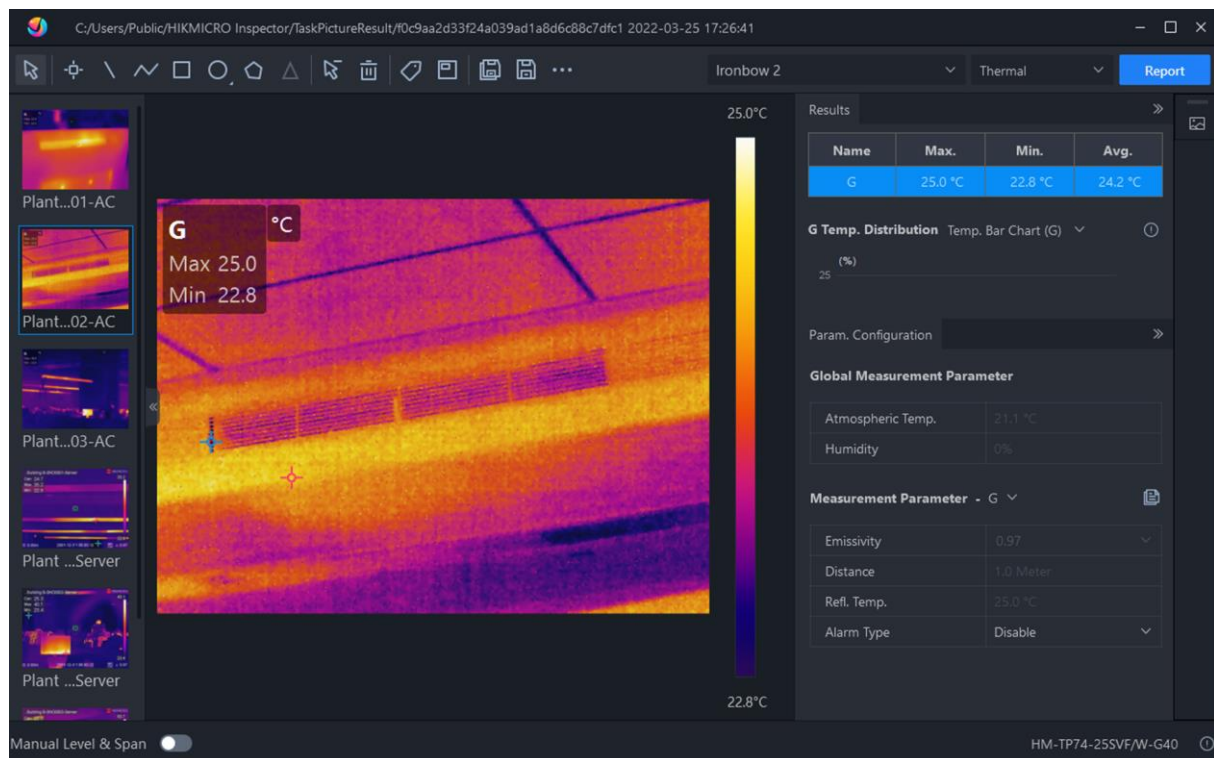 C:/Users/Public/HIKMICRO Inspector/TaskPictureResult/f0c9aa2d33f24a039ad1a8d6c88c7dfc1 2022-03-25 17:26:41
Ironbow 2
Thermal
Report
Plant...01-AC
Plant...02-AC
Plant...03-AC
Plant ...Server
Plant ...Server
25.0°C
G °C
Max 25.0
Min 22.8
22.8°C
Results
Name Max. Min. Avg.
G 25.0 °C 22.8 °C 24.2 °C
G Temp. Distribution Temp. Bar Chart (G)
(%)
25
Param. Configuration
Global Measurement Parameter
Atmospheric Temp. 21.1 °C
Humidity 0%
Measurement Parameter - G
Emissivity 0.97
Distance 1.0 Meter
Refl. Temp. 25.0 °C
Alarm Type Disable
Manual Level & Span
HM-TP74-25SVF/W-G40